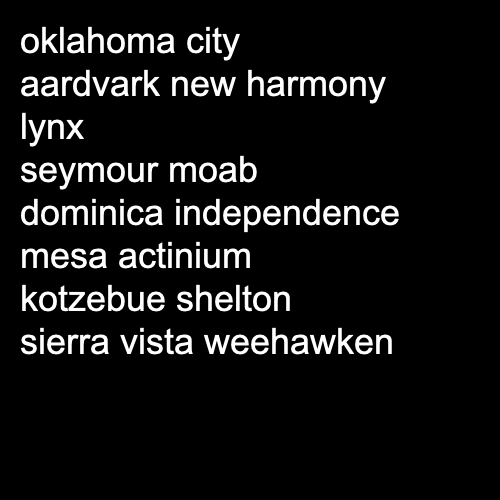 oklahoma city
aardvark new harmony
lynx
seymour moab
dominica independence
mesa actinium
kotzebue shelton
sierra vista weehawken